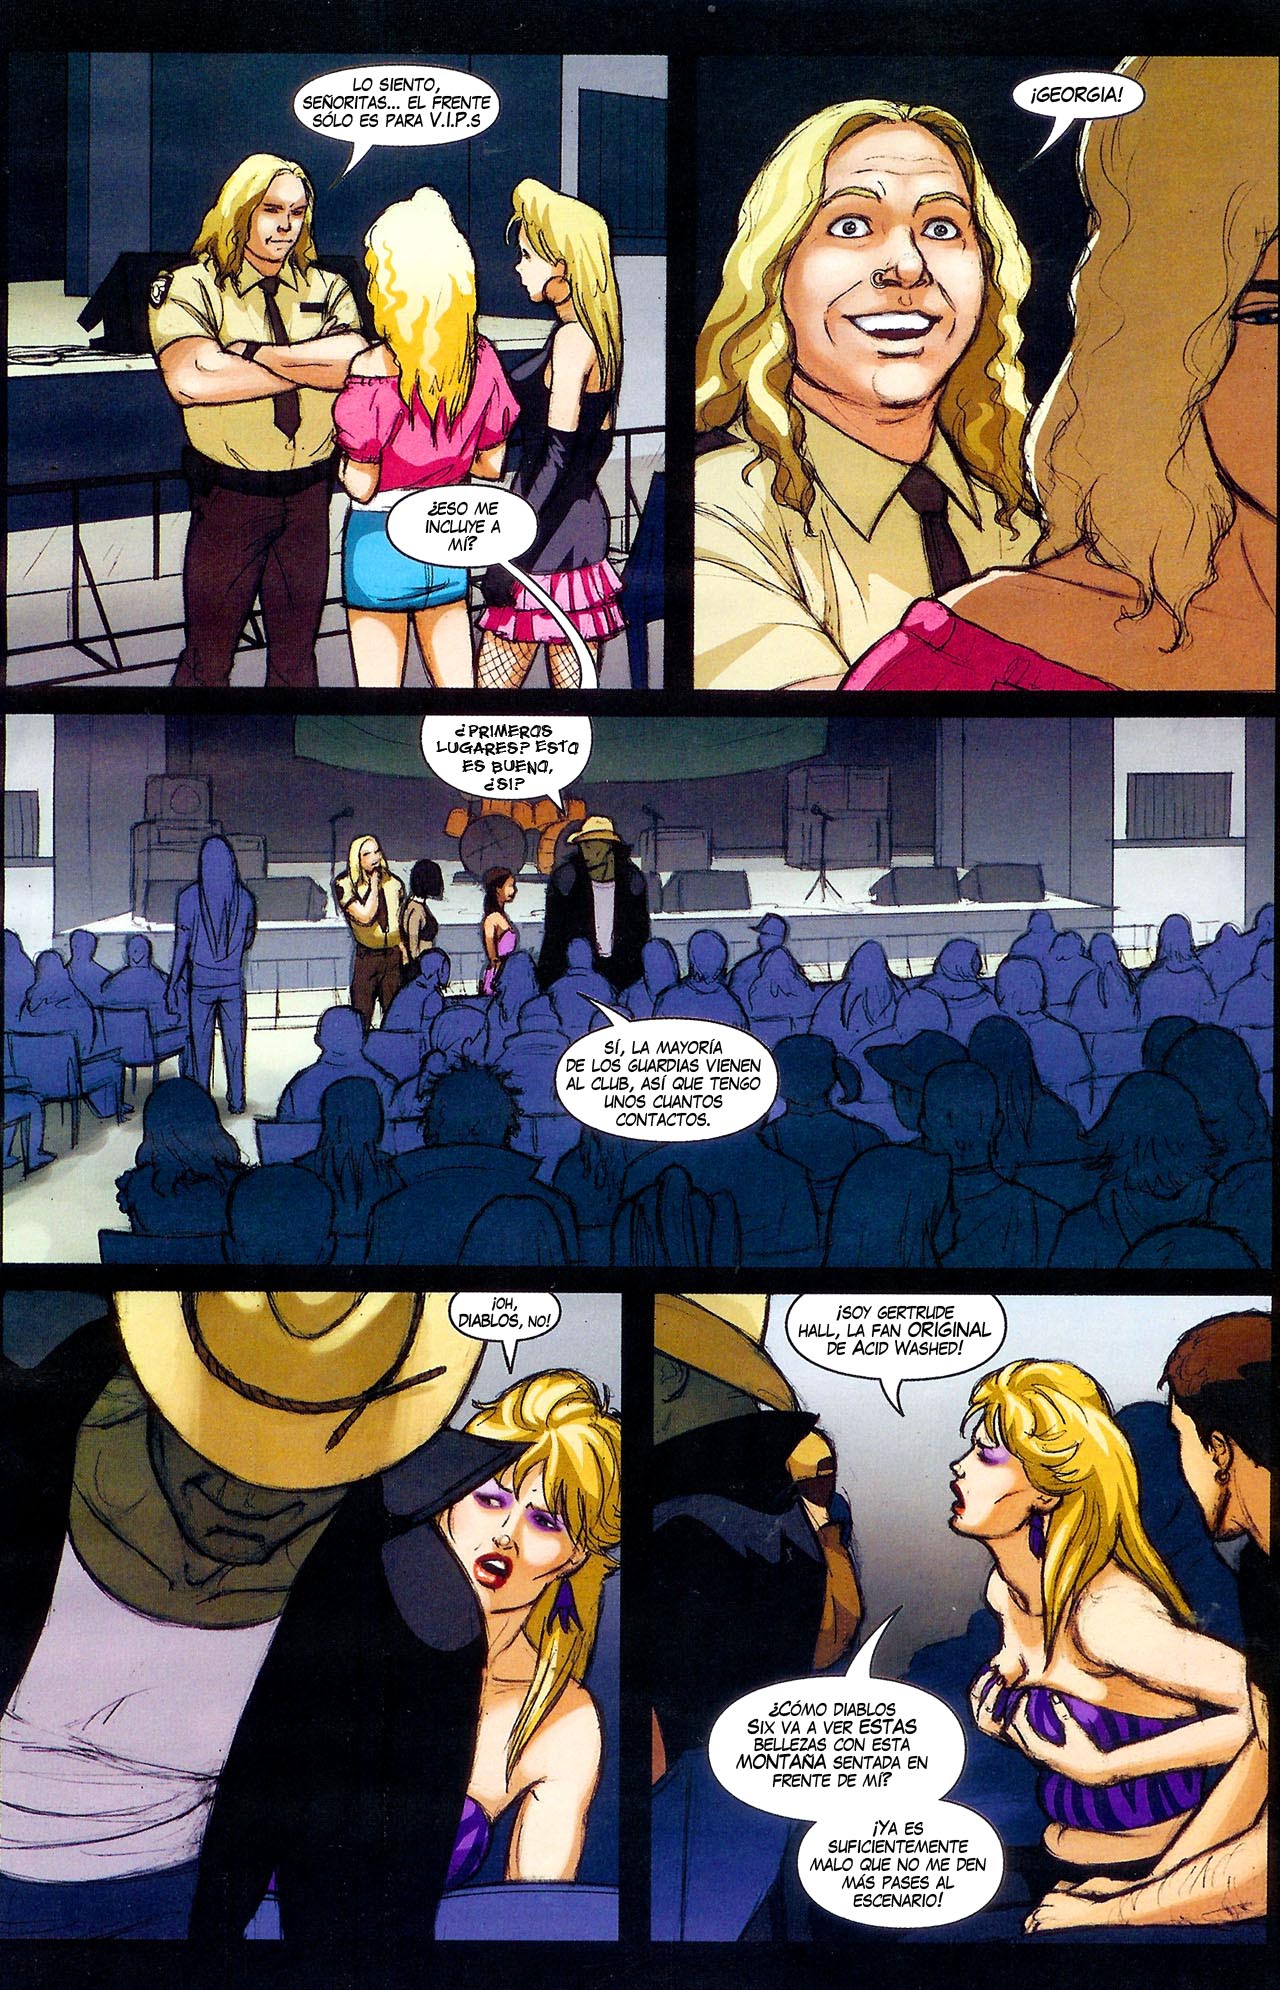 LO SIENTO,
SEÑORITAS... EL FRENTE
SÓLO ES PARA V.I.P.S
¿ESO ME
INCLUYE A
MÍ?
¡GEORGIA!
¿PRIMEROS
LUGARES? ESTO
ES BUENO,
¿SI?
SÍ, LA MAYORÍA
DE LOS GUARDIAS VIENEN
AL CLUB, ASÍ QUE TENGO
UNOS CUANTOS
CONTACTOS.
¡OH,
DIABLOS, NO!
¡SOY GERTRUDE
HALL, LA FAN ORIGINAL
DE ACID WASHED!
¿CÓMO DIABLOS
SIX VA A VER ESTAS
BELLEZAS CON ESTA
MONTAÑA SENTADA EN
FRENTE DE MÍ?
¡YA ES
SUFICIENTEMENTE
MALO QUE NO ME DEN
MÁS PASES AL
ESCENARIO!